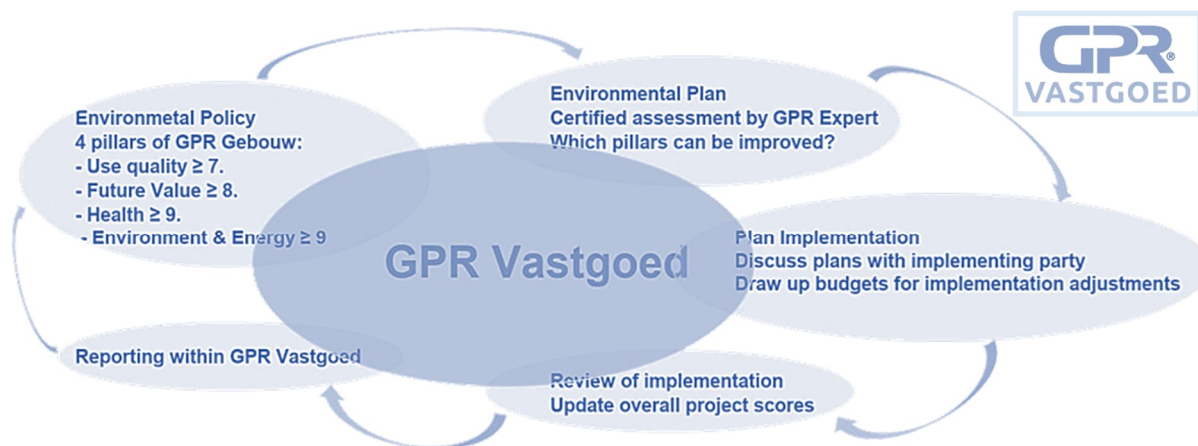 GPR®
VASTGOED
Environmetal Policy
4 pillars of GPR Gebouw:
- Use quality ≥ 7.
- Future Value ≥ 8.
- Health ≥ 9.
- Environment & Energy ≥ 9
Environmental Plan
Certified assessment by GPR Expert
Which pillars can be improved?
GPR Vastgoed
Plan Implementation
Discuss plans with implementing party
Draw up budgets for implementation adjustments
Review of implementation
Update overall project scores
Reporting within GPR Vastgoed